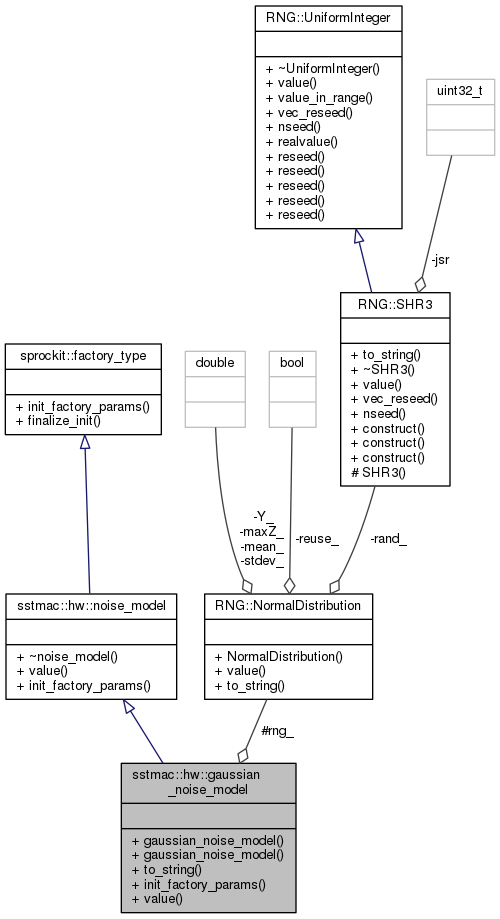 RNG::UniformInteger
+ ~UniformInteger()
+ value()
+ value_in_range()
+ vec_reseed()
+ nseed()
+ realvalue()
+ reseed()
+ reseed()
+ reseed()
+ reseed()
+ reseed()
uint32_t
-jsr
RNG::SHR3
+ to_string()
+ ~SHR3()
+ value()
+ vec_reseed()
+ nseed()
+ construct()
+ construct()
+ construct()
# SHR3()
sprockit::factory_type
+ init_factory_params()
+ finalize_init()
double
bool
-Y_
-maxZ_
-mean_
-stdev_
-reuse_
-rand_
sstmac::hw::noise_model
+ ~noise_model()
+ value()
+ init_factory_params()
RNG::NormalDistribution
+ NormalDistribution()
+ value()
+ to_string()
#rng_
sstmac::hw::gaussian
_noise_model
+ gaussian_noise_model()
+ gaussian_noise_model()
+ to_string()
+ init_factory_params()
+ value()